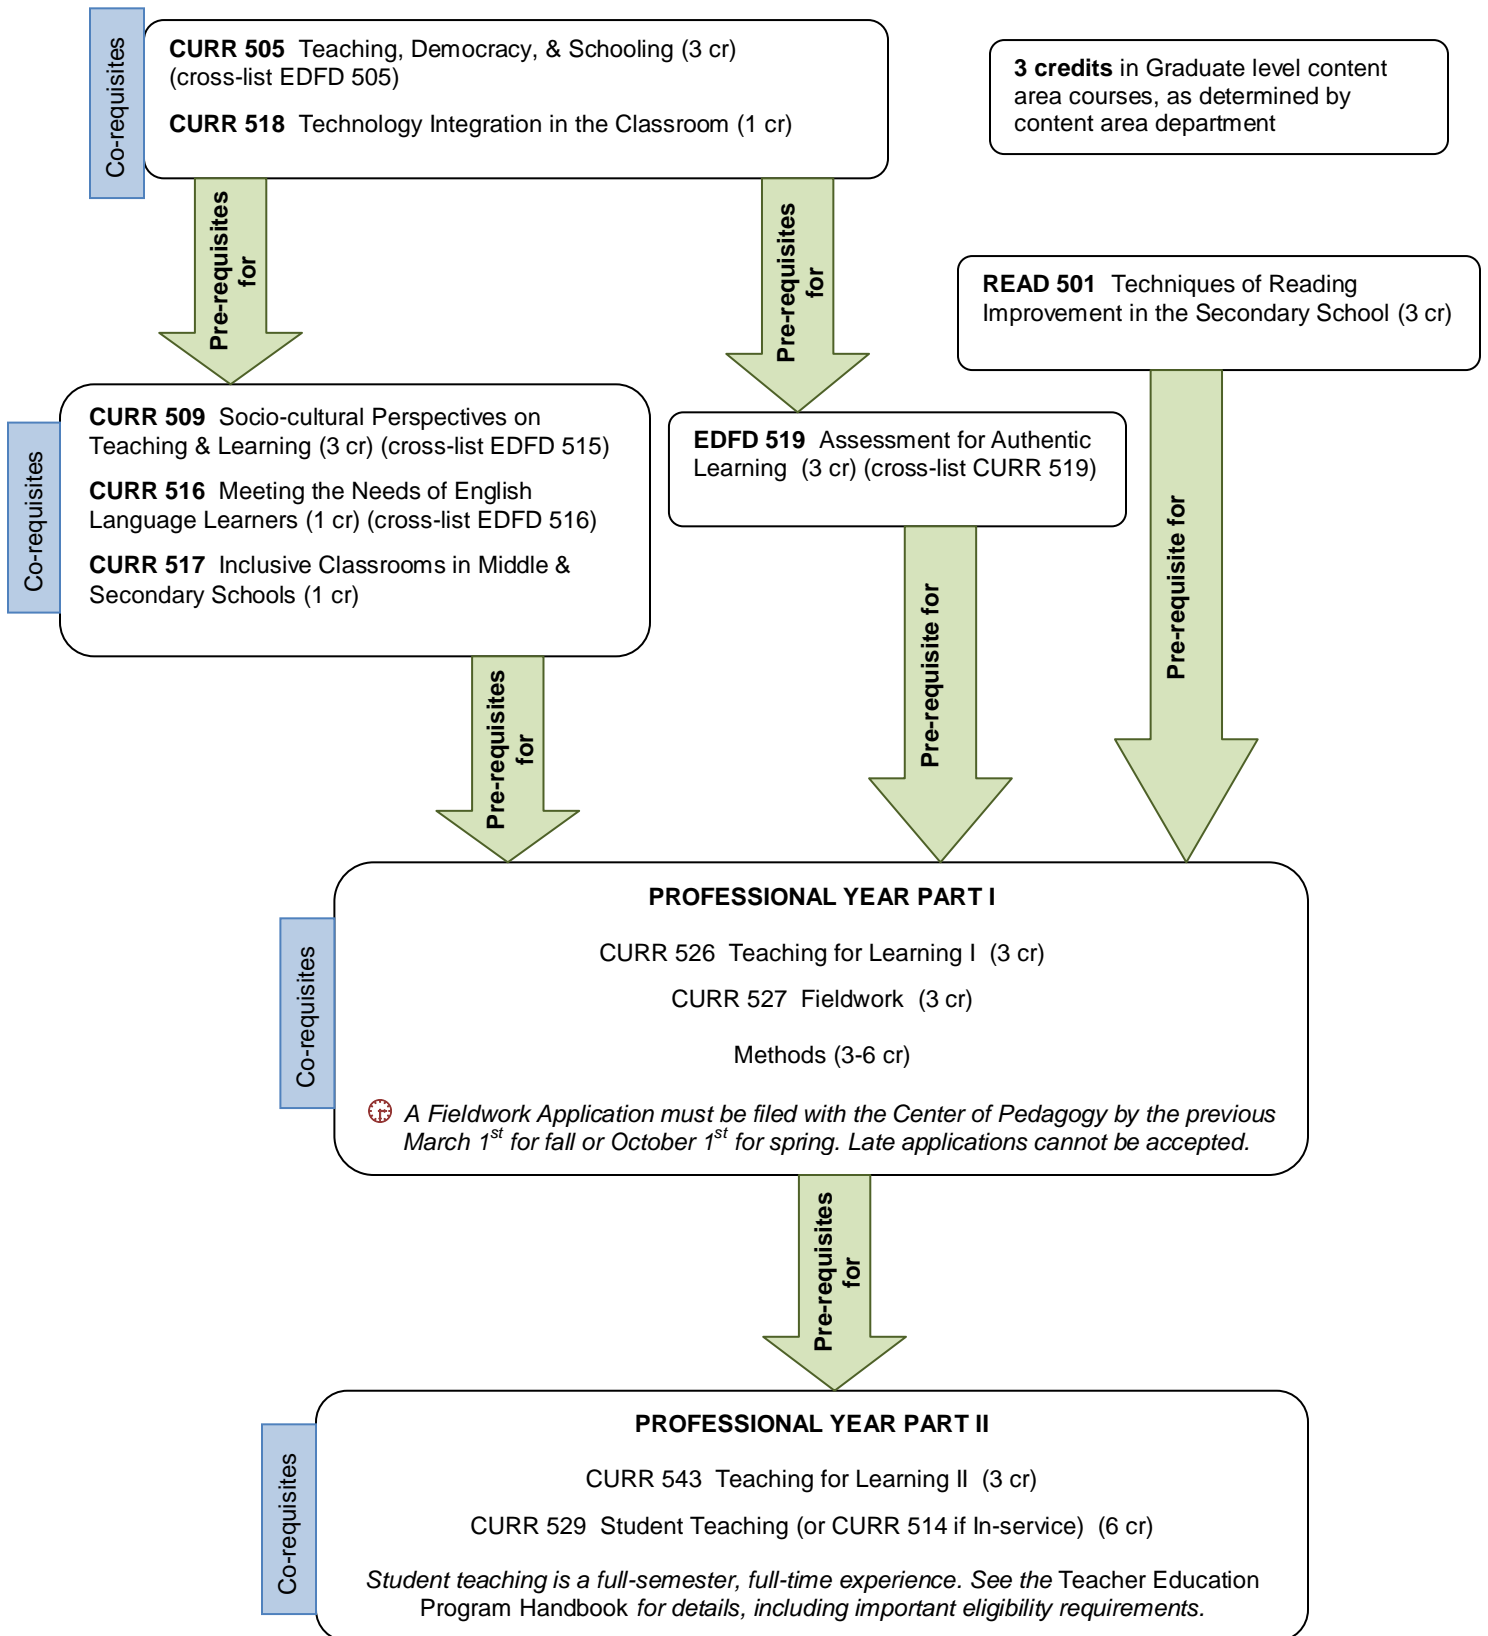 Co-requisites
CURR 505  Teaching, Democracy, & Schooling (3 cr)
(cross-list EDFD 505)
CURR 518  Technology Integration in the Classroom (1 cr)
3 credits in Graduate level content
area courses, as determined by
content area department
Pre-requisites
for
Pre-requisites
for
READ 501  Techniques of Reading
Improvement in the Secondary School (3 cr)
Co-requisites
CURR 509  Socio-cultural Perspectives on
Teaching & Learning (3 cr) (cross-list EDFD 515)
CURR 516  Meeting the Needs of English
Language Learners (1 cr) (cross-list EDFD 516)
CURR 517  Inclusive Classrooms in Middle &
Secondary Schools (1 cr)
EDFD 519  Assessment for Authentic
Learning  (3 cr) (cross-list CURR 519)
Pre-requisites
for
Pre-requisite for
Pre-requisite for
Co-requisites
PROFESSIONAL YEAR PART I
CURR 526  Teaching for Learning I  (3 cr)
CURR 527  Fieldwork  (3 cr)
Methods (3-6 cr)
A Fieldwork Application must be filed with the Center of Pedagogy by the previous
March 1st for fall or October 1st for spring. Late applications cannot be accepted.
Pre-requisites
for
Co-requisites
PROFESSIONAL YEAR PART II
CURR 543  Teaching for Learning II  (3 cr)
CURR 529  Student Teaching (or CURR 514 if In-service)  (6 cr)
Student teaching is a full-semester, full-time experience. See the Teacher Education
Program Handbook for details, including important eligibility requirements.